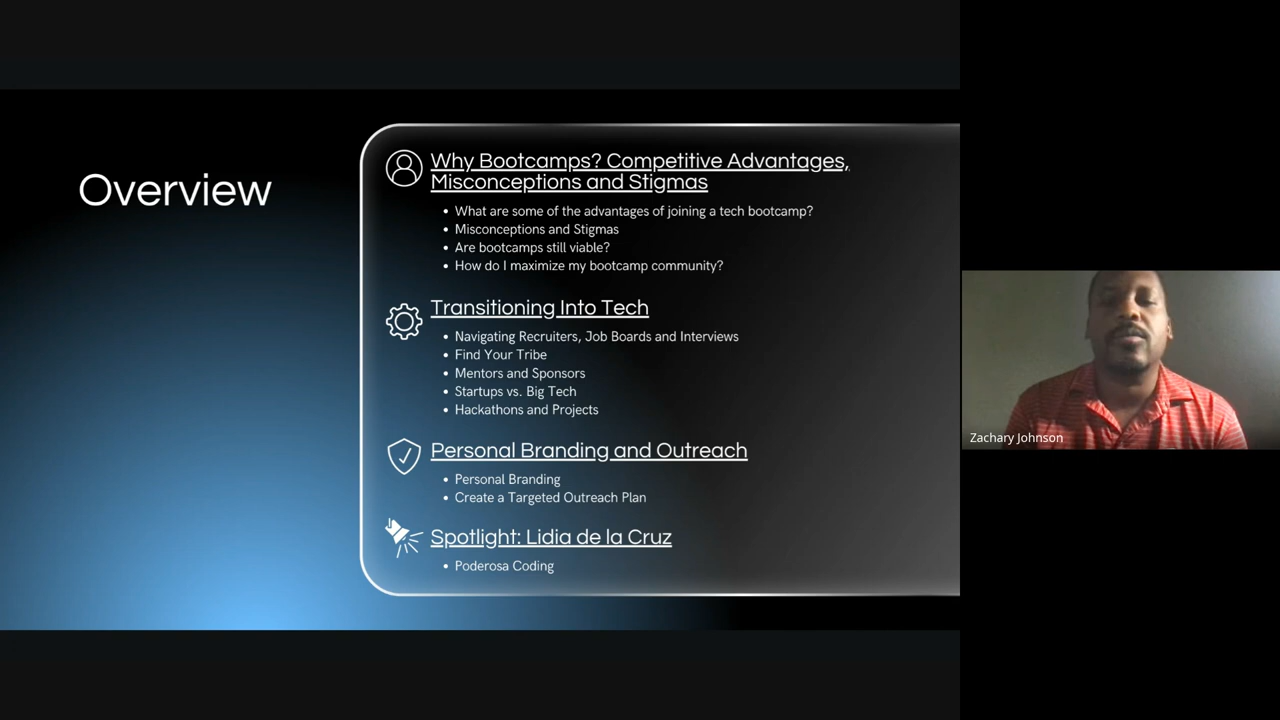 Overview
Why Bootcamps? Competitive Advantages,
Misconceptions and Stigmas
What are some of the advantages of joining a tech bootcamp?
Misconceptions and Stigmas
Are bootcamps still viable?
How do I maximize my bootcamp community?
Transitioning Into Tech
Navigating Recruiters, Job Boards and Interviews
Find Your Tribe
Mentors and Sponsors
Startups vs. Big Tech
Hackathons and Projects
Personal Branding and Outreach
Personal Branding
Create a Targeted Outreach Plan
Spotlight: Lidia de la Cruz
Poderosa Coding
Zachary Johnson